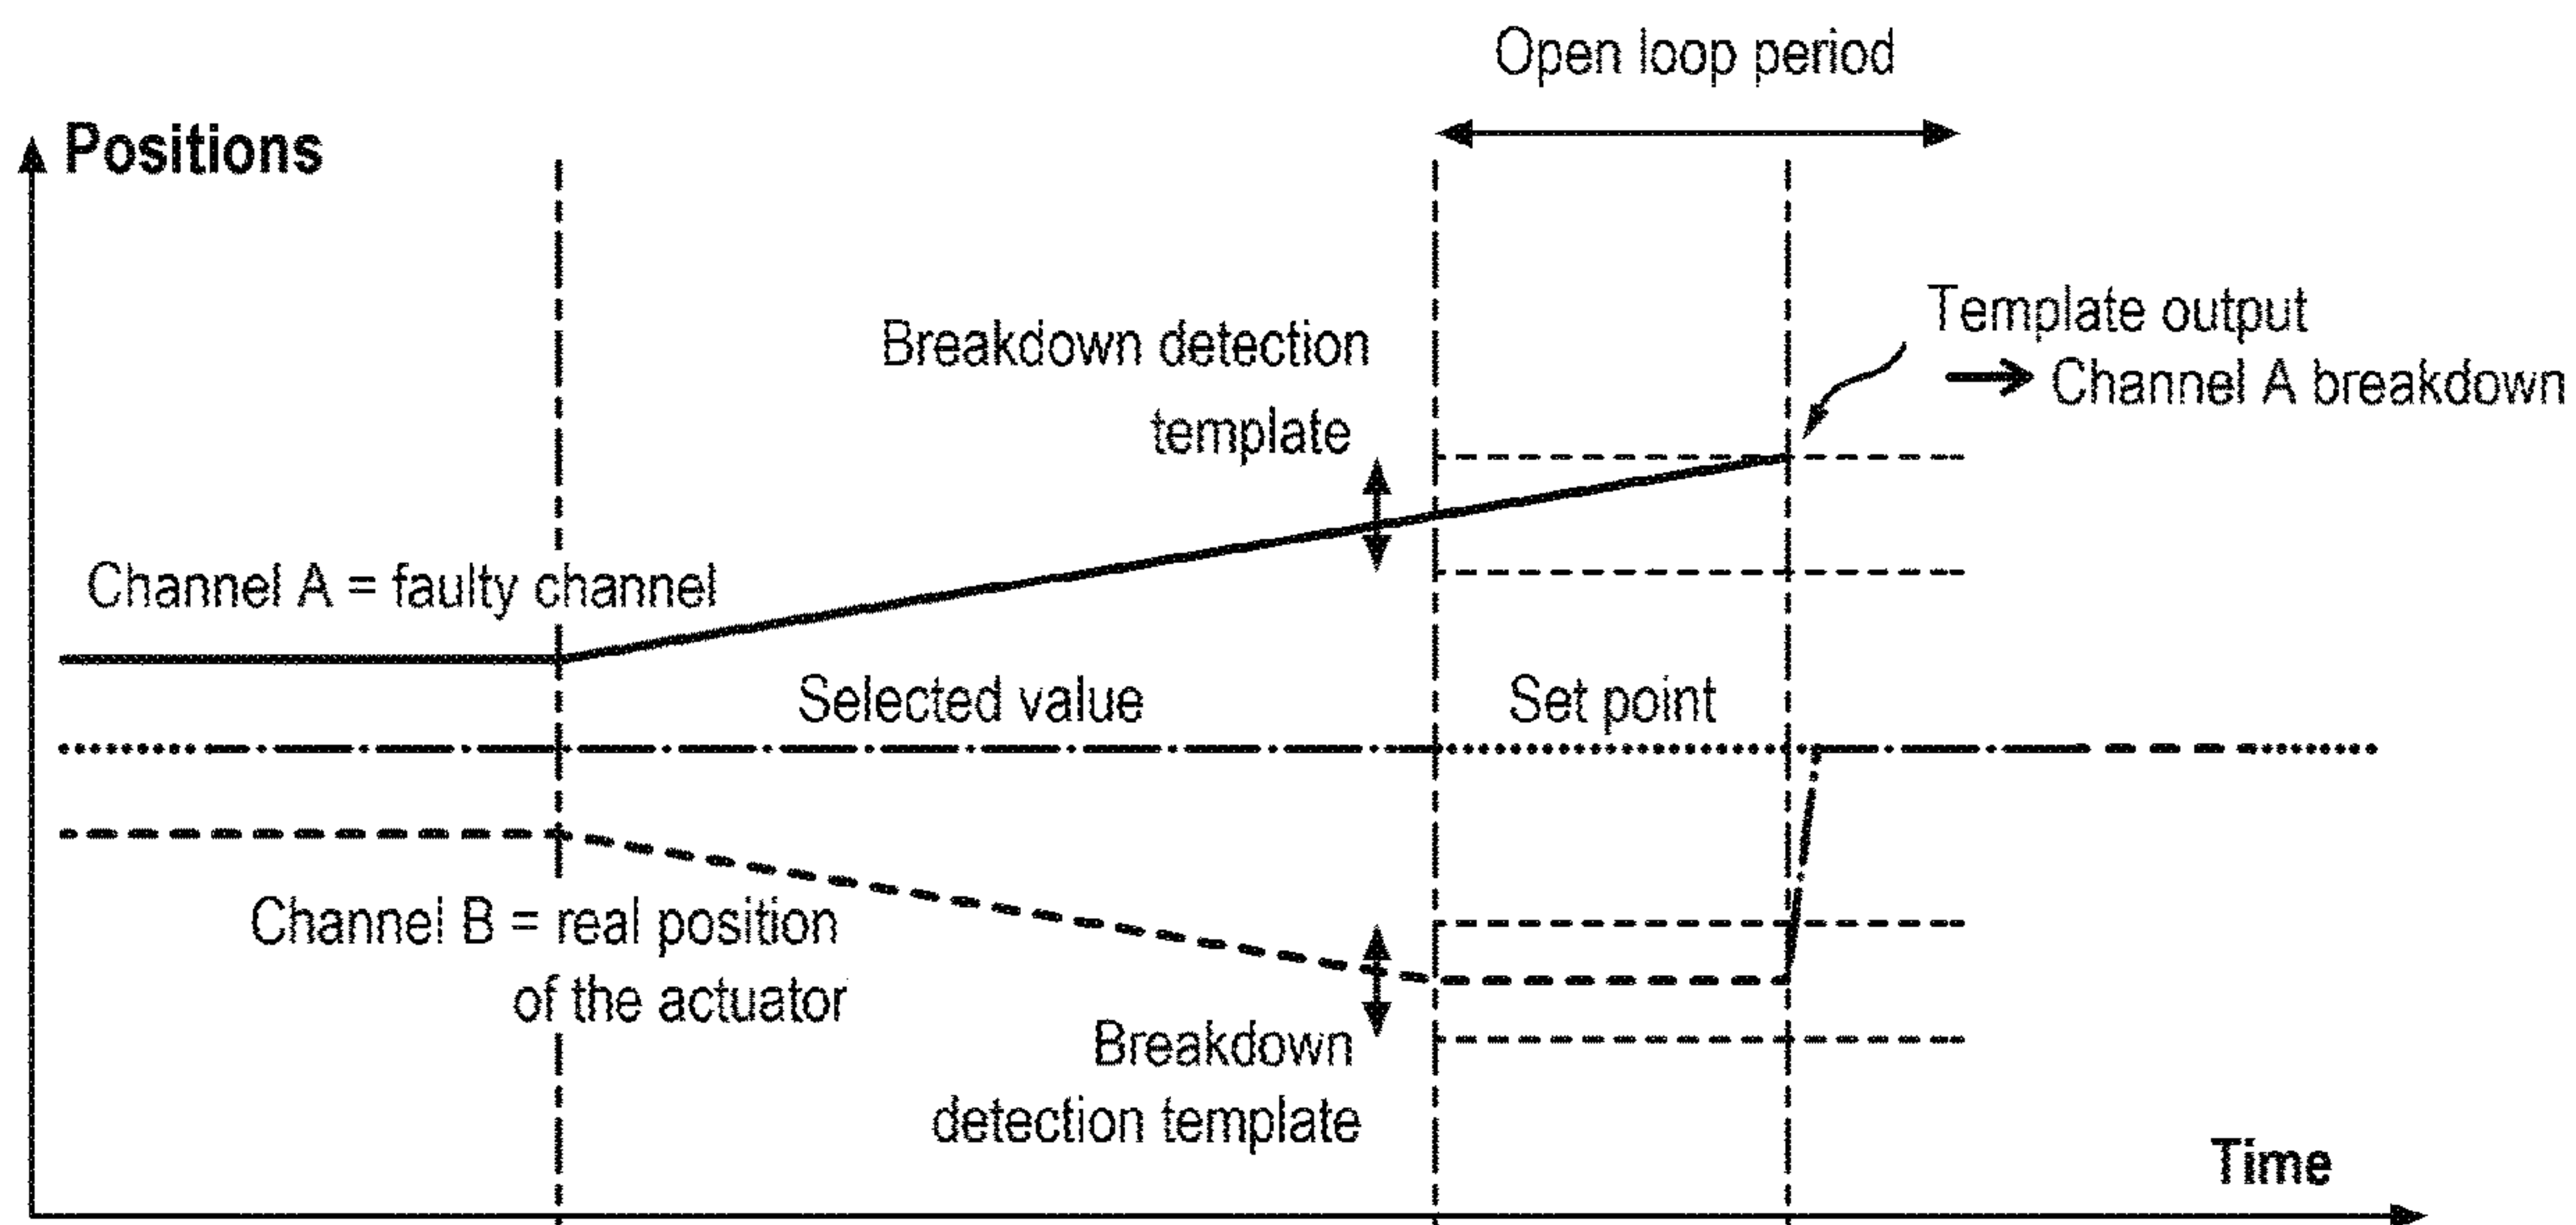 Open loop period
Positions
Template output
→ Channel A breakdown
Breakdown detection
template
Channel A = faulty channel
Selected value
Set point
Channel B = real position
of the actuator
Breakdown
detection template
Time